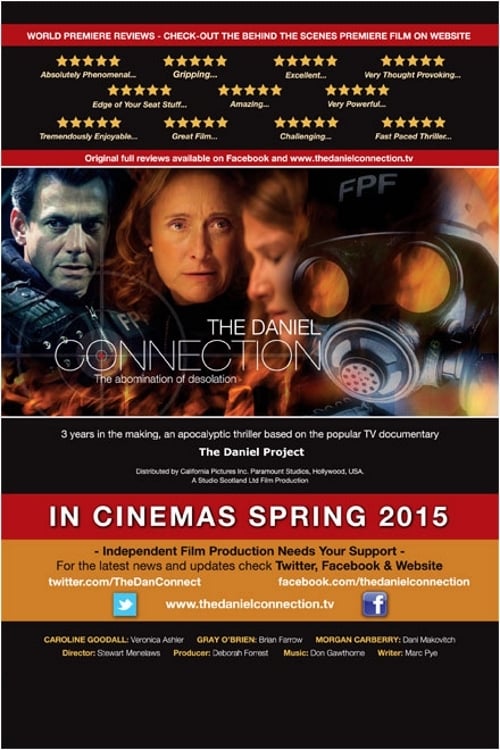 WORLD PREMIERE REVIEWS - CHECK-OUT THE BEHIND THE SCENES PREMIERE FILM ON WEBSITE
Absolutely Phenomenal... Gripping... Excellent... Very Thought Provoking...
Edge of Your Seat Stuff... Amazing... Very Powerful...
Tremendously Enjoyable... Great Film... Challenging... Fast Paced Thriller...
Original full reviews available on Facebook and www.thedanielconnection.tv
FPF
FPF
THE DANIEL
CONNECTION
The abomination of desolation
3 years in the making, an apocalyptic thriller based on the popular TV documentary
The Daniel Project
Distributed by California Pictures Inc. Paramount Studios, Hollywood, USA.
A Studio Scotland Ltd Film Production
IN CINEMAS SPRING 2015
- Independent Film Production Needs Your Support -
For the latest news and updates check Twitter, Facebook & Website
twitter.com/TheDanConnect facebook.com/thedanielconnection
www.thedanielconnection.tv f
CAROLINE GOODALL: Veronica Ashler GRAY O'BRIEN: Brian Farrow MORGAN CARBERRY: Dani Makovitch
Director: Stewart Menelaws Producer: Deborah Forrest Music: Don Gawthorne Writer: Marc Pye